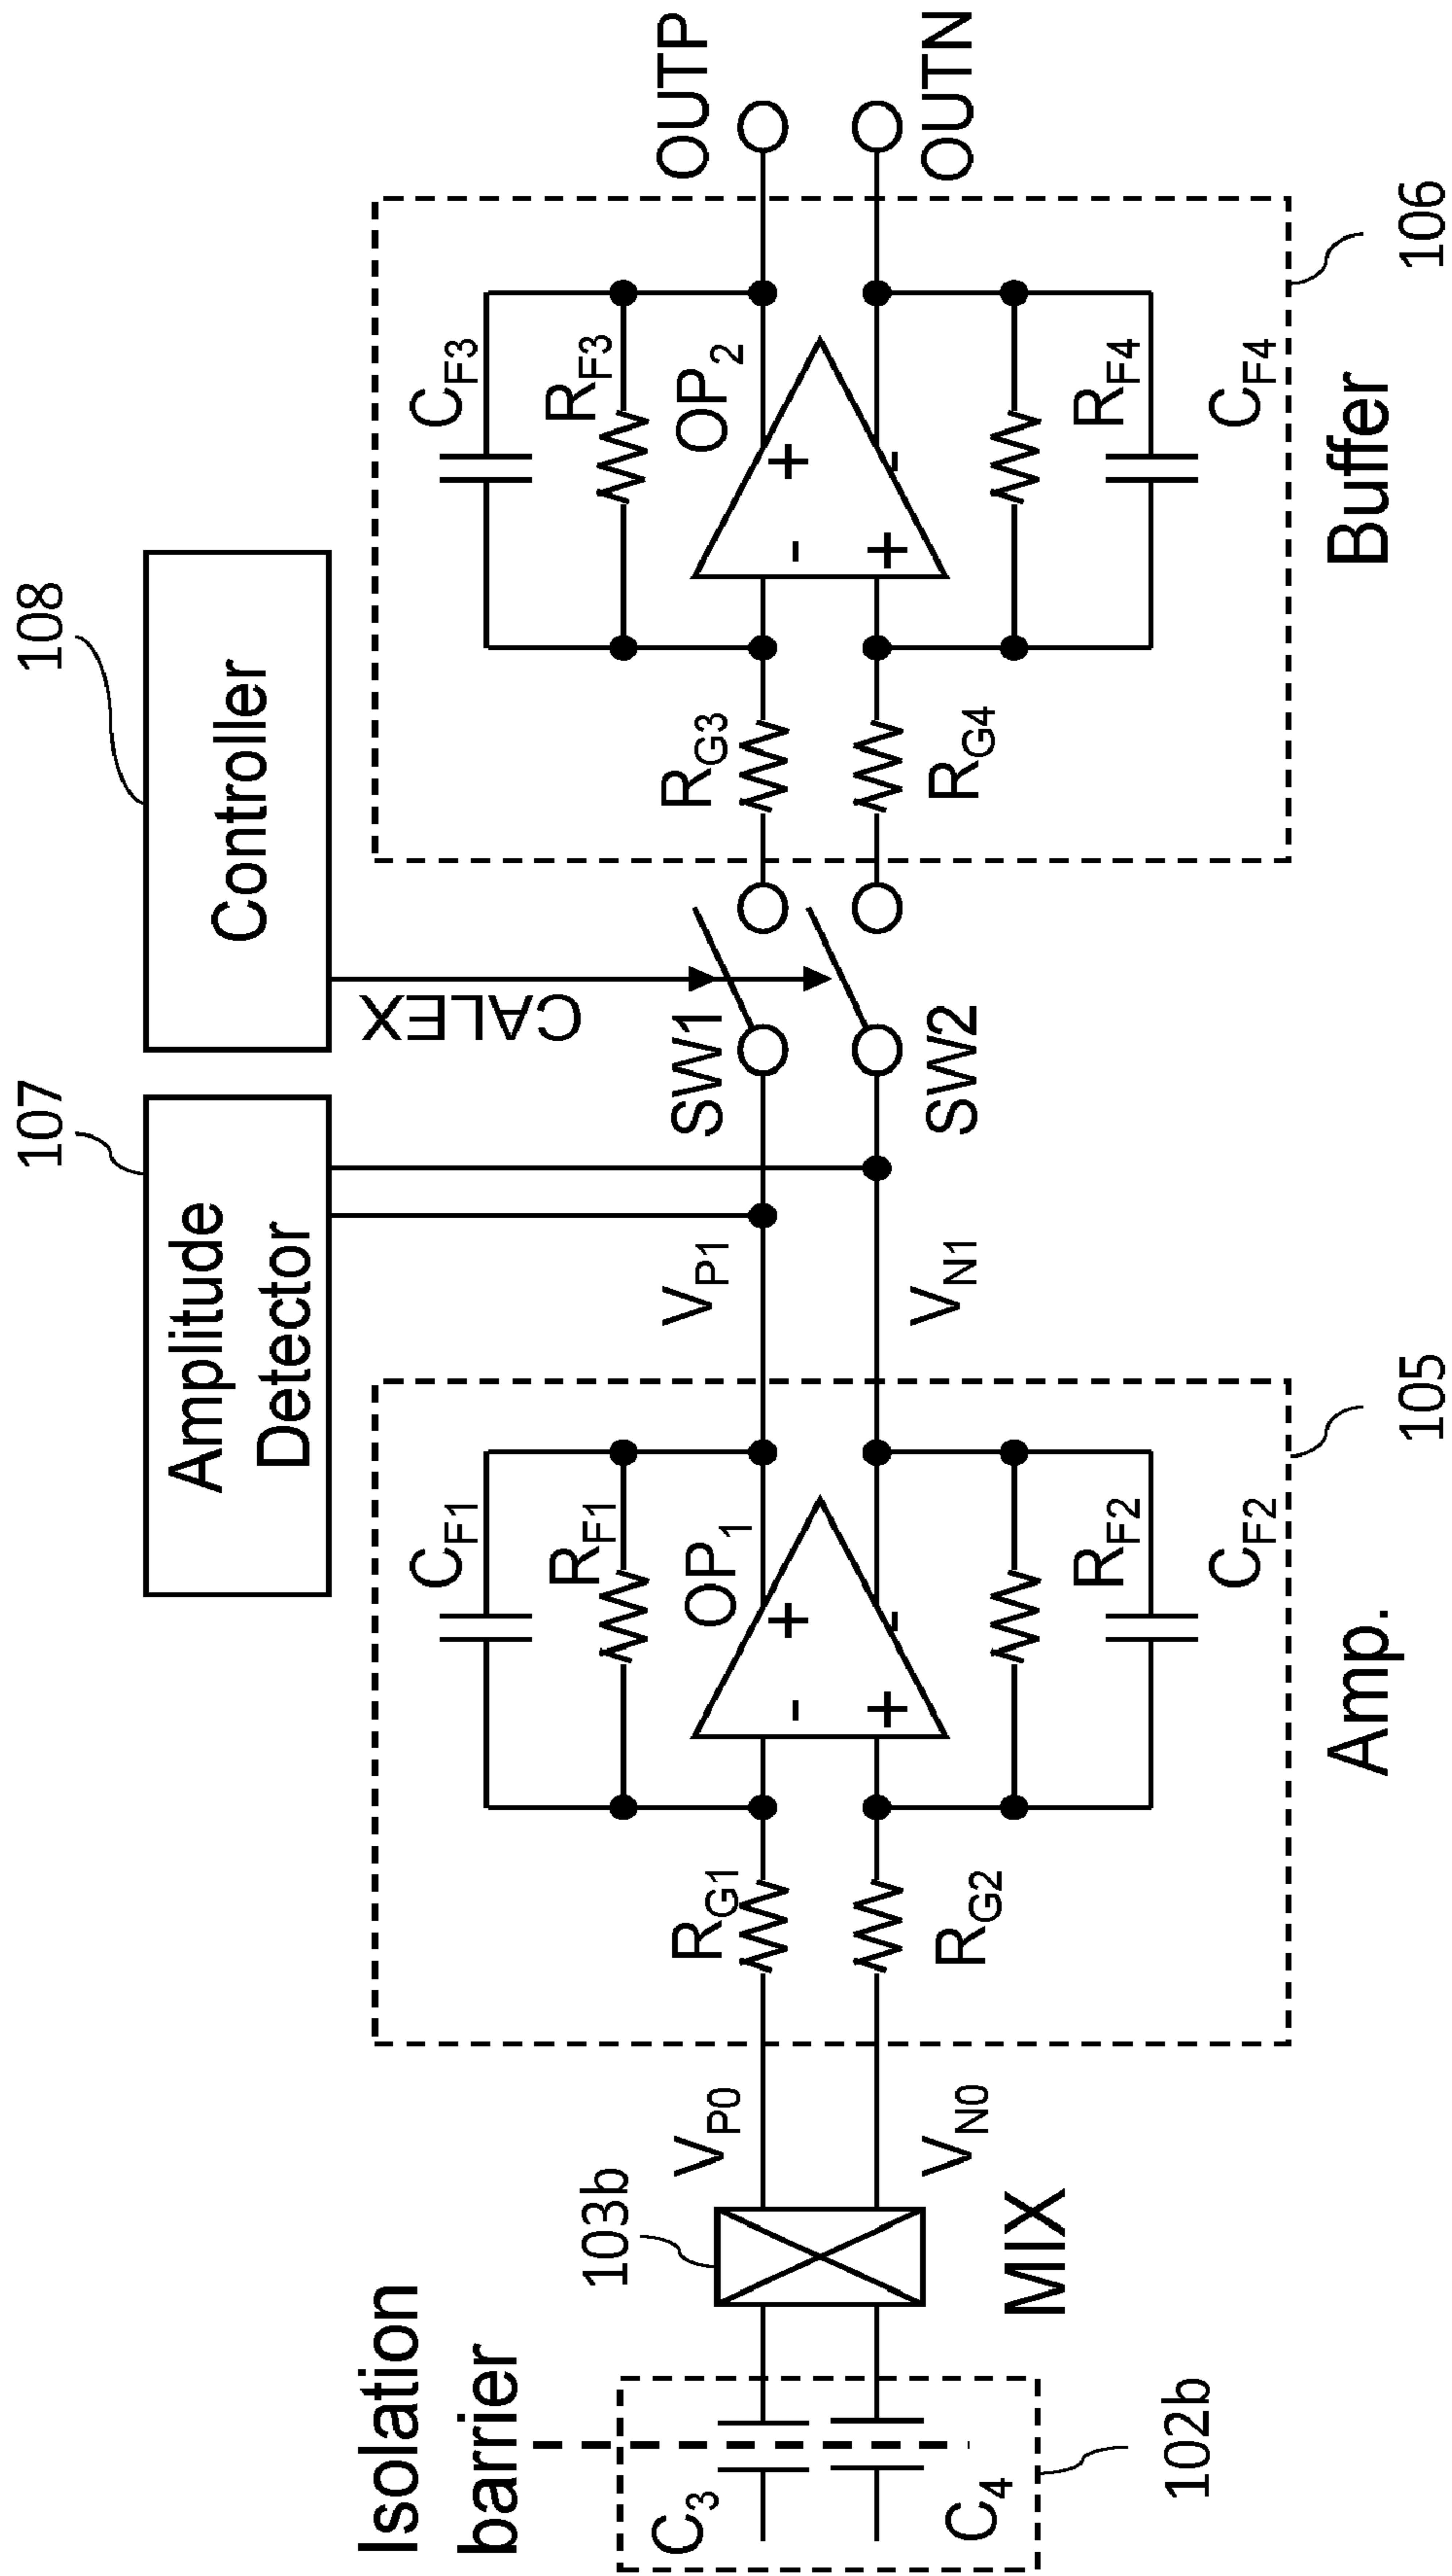 107
108
Amplitude
Detector
Controller
CALEX
Isolation
barrier
103b
C3
C4
102b
MIX
VP0
VN0
RG1
RG2
CF1
RF1
OP1
-
+
+
-
RF2
CF2
Amp.
105
VP1
VN1
SW1
SW2
RG3
RG4
CF3
RF3
OP2
-
+
+
-
RF4
CF4
Buffer
106
OUTP
OUTN